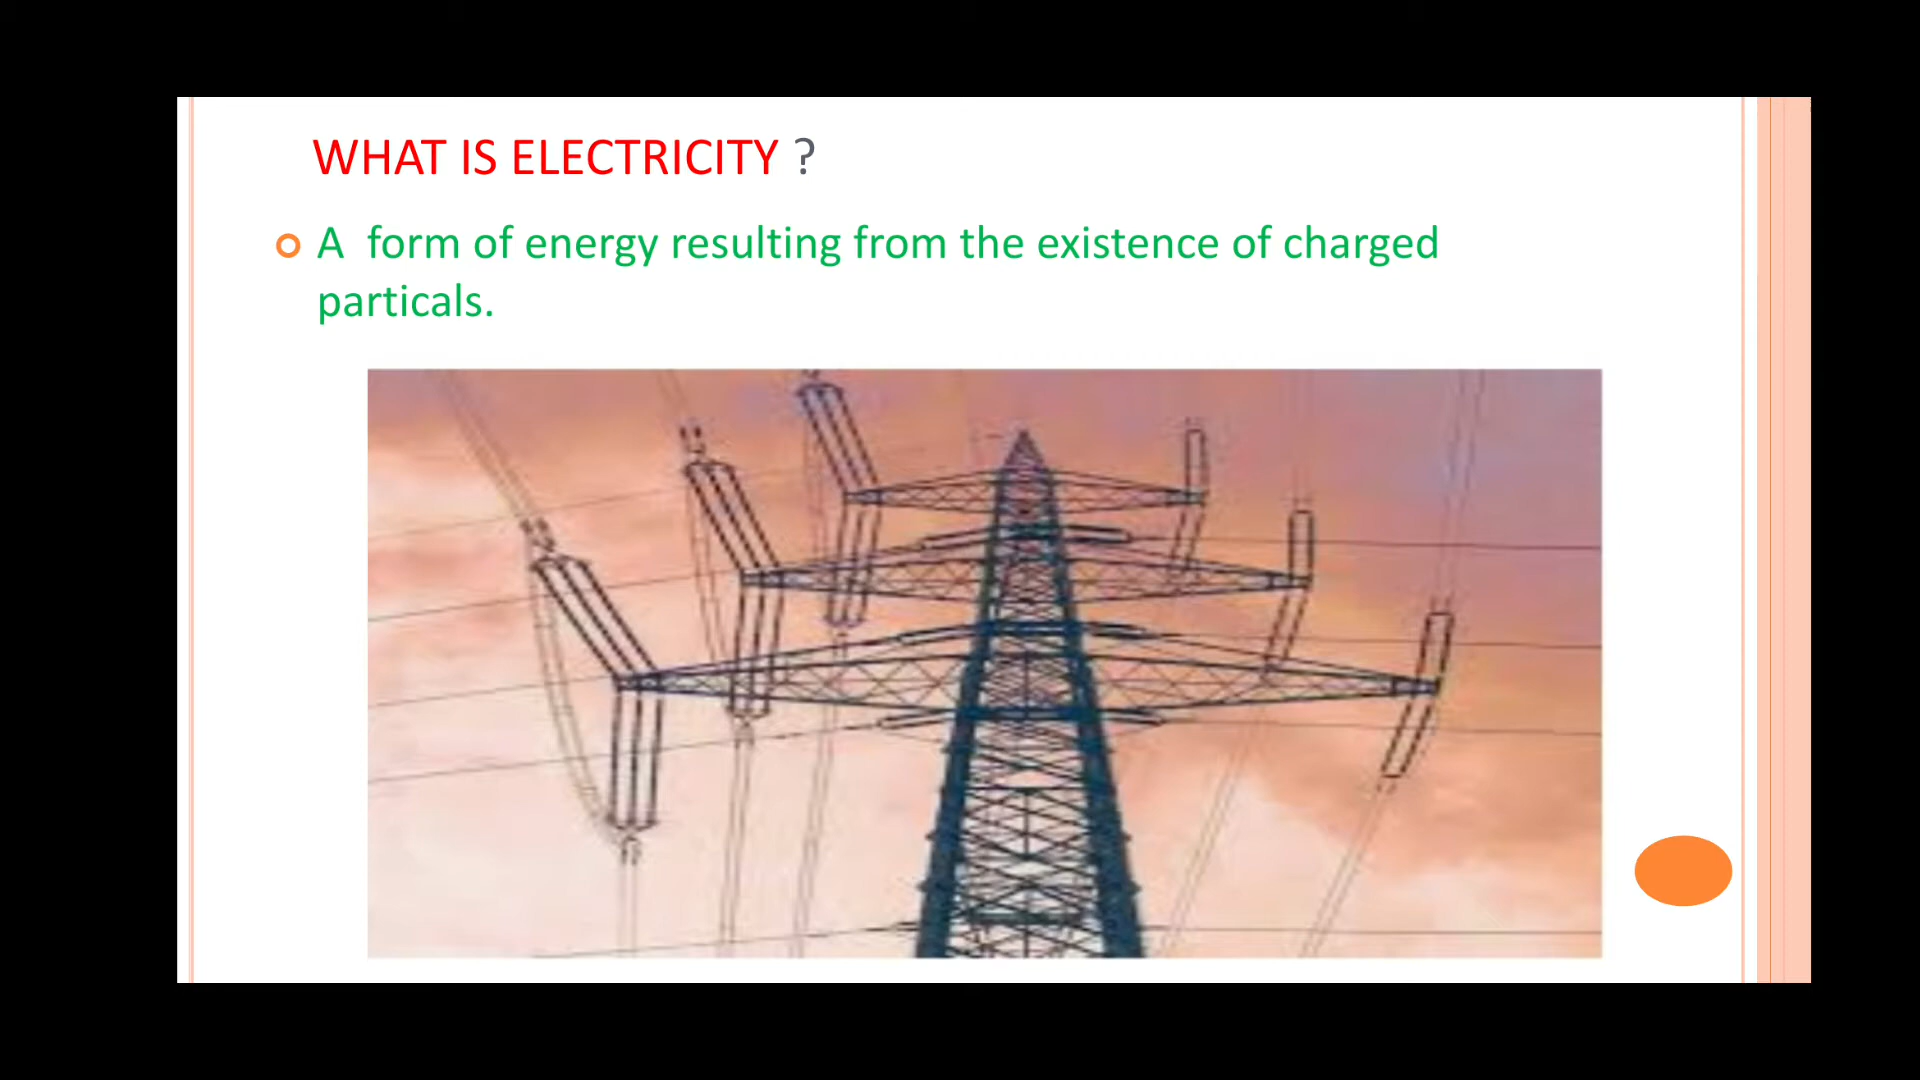 WHAT IS ELECTRICITY ?
A form of energy resulting from the existence of charged
particals.